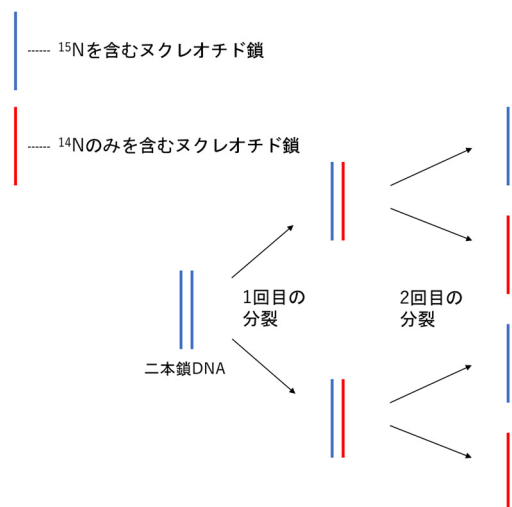 ------ ¹⁵Nを含むヌクレオチド鎖
------ ¹⁴Nのみを含むヌクレオチド鎖
1回目の
分裂
2回目の
分裂
二本鎖DNA